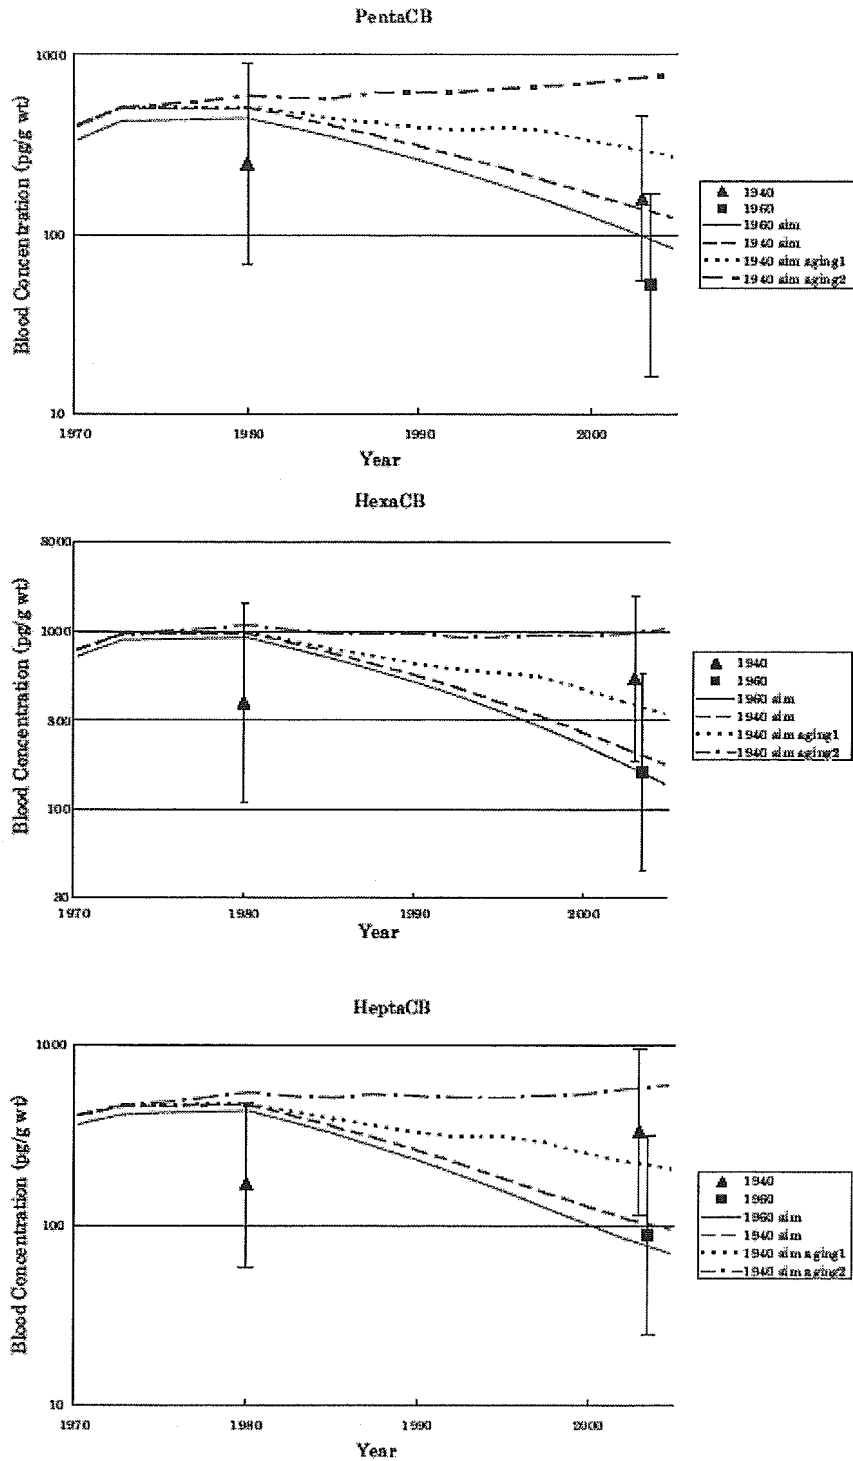 PentaCB
1000
100
10
1970
1980
1990
2000
Blood Concentration (pg/g wt)
Year
1940
1960
1960 sim
1940 sim
1940 sim aging1
1940 sim aging2
HexaCB
3000
1000
300
100
30
1970
1980
1990
2000
Blood Concentration (pg/g wt)
Year
1940
1960
1960 sim
1940 sim
1940 sim aging1
1940 sim aging2
HeptaCB
1000
100
10
1970
1980
1990
2000
Blood Concentration (pg/g wt)
Year
1940
1960
1960 sim
1940 sim
1940 sim aging1
1940 sim aging2